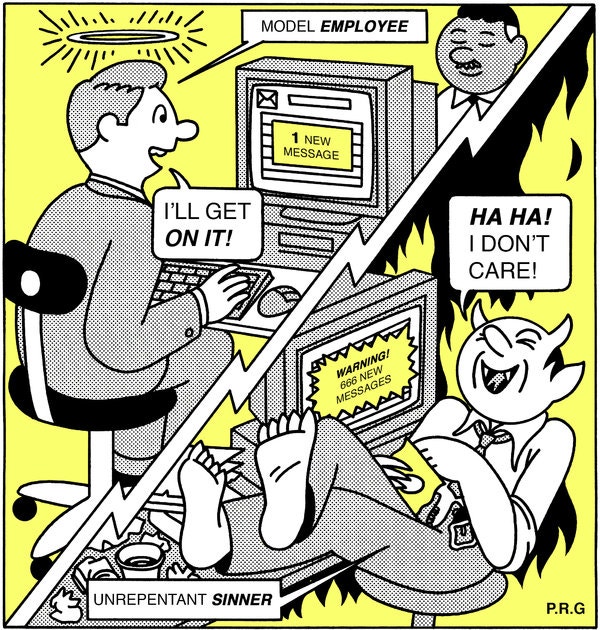 MODEL EMPLOYEE
1 NEW
MESSAGE
I'LL GET
ON IT!
HA HA!
I DON'T
CARE!
WARNING!
666 NEW
MESSAGES
UNREPENTANT SINNER
P.R.G